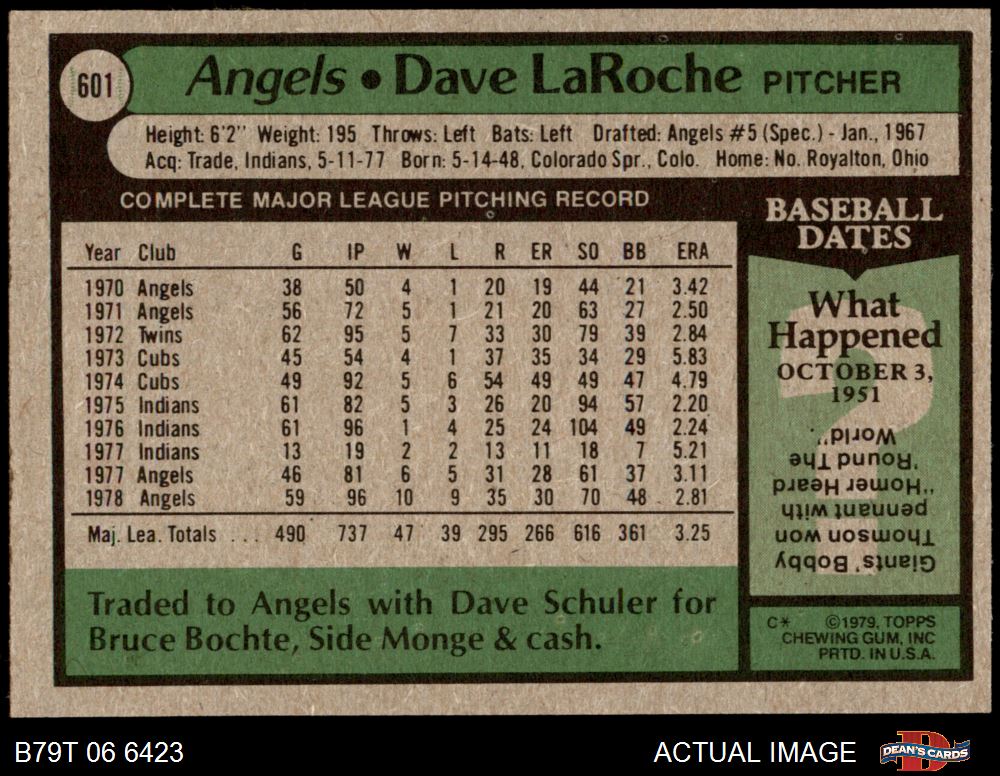 601
Angels • Dave LaRoche PITCHER
Height: 6'2" Weight: 195 Throws: Left Bats: Left Drafted: Angels #5 (Spec.) - Jan., 1967
Acq: Trade, Indians, 5-11-77 Born: 5-14-48, Colorado Spr., Colo. Home: No. Royalton, Ohio
COMPLETE MAJOR LEAGUE PITCHING RECORD
Year Club G IP W L R ER SO BB ERA
1970 Angels 38 50 4 1 20 19 44 21 3.42
1971 Angels 56 72 5 1 21 20 63 27 2.50
1972 Twins 62 95 5 7 33 30 79 39 2.84
1973 Cubs 45 54 4 1 37 35 34 29 5.83
1974 Cubs 49 92 5 6 54 49 49 47 4.79
1975 Indians 61 82 5 3 26 20 94 57 2.20
1976 Indians 61 96 1 4 25 24 104 49 2.24
1977 Indians 13 19 2 2 13 11 18 7 5.21
1977 Angels 46 81 6 5 31 28 61 37 3.11
1978 Angels 59 96 10 9 35 30 70 48 2.81
Maj. Lea. Totals ... 490 737 47 39 295 266 616 361 3.25
Traded to Angels with Dave Schuler for
Bruce Bochte, Side Monge & cash.
BASEBALL
DATES
What
Happened
OCTOBER 3,
1951
Giants' Bobby
Thomson won
pennant with
"Homer Heard
'Round The
World".
C* ©1979, TOPPS
CHEWING GUM, INC
PRTD. IN U.S.A.
B79T 06 6423
ACTUAL IMAGE
D
DEAN'S CARDS